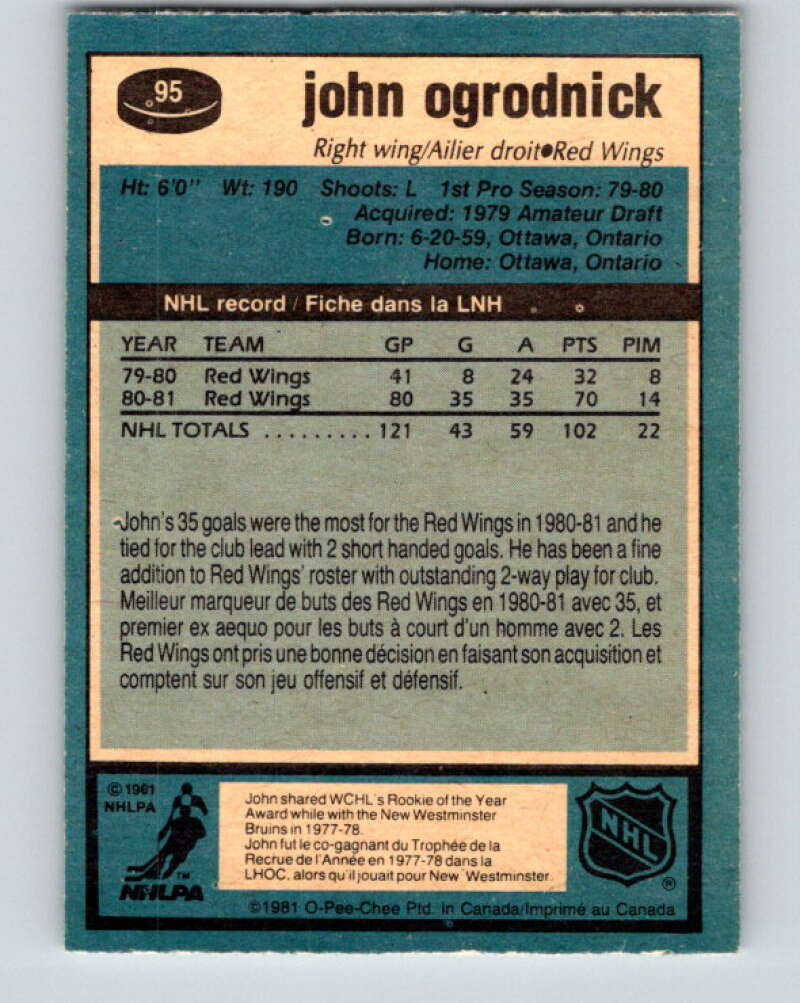 95
john ogrodnick
Right wing/Ailier droit●Red Wings
Ht: 6'0" Wt: 190 Shoots: L 1st Pro Season: 79-80
Acquired: 1979 Amateur Draft
Born: 6-20-59, Ottawa, Ontario
Home: Ottawa, Ontario
NHL record / Fiche dans la LNH
YEAR TEAM GP G A PTS PIM
79-80 Red Wings 41 8 24 32 8
80-81 Red Wings 80 35 35 70 14
NHL TOTALS .......... 121 43 59 102 22
John's 35 goals were the most for the Red Wings in 1980-81 and he
tied for the club lead with 2 short handed goals. He has been a fine
addition to Red Wings' roster with outstanding 2-way play for club.
Meilleur marqueur de buts des Red Wings en 1980-81 avec 35, et
premier ex aequo pour les buts à court d'un homme avec 2. Les
Red Wings ont pris une bonne décision en faisant son acquisition et
comptent sur son jeu offensif et défensif.
© 1981
NHLPA
TM
NHLPA
John shared WCHL's Rookie of the Year
Award while with the New Westminster
Bruins in 1977-78.
John fut le co-gagnant du Trophée de la
Recrue de l'Année en 1977-78 dans la
LHOC, alors qu'il jouait pour New Westminster.
NHL
®
©1981 O-Pee-Chee Ptd. in Canada/Imprimé au Canada